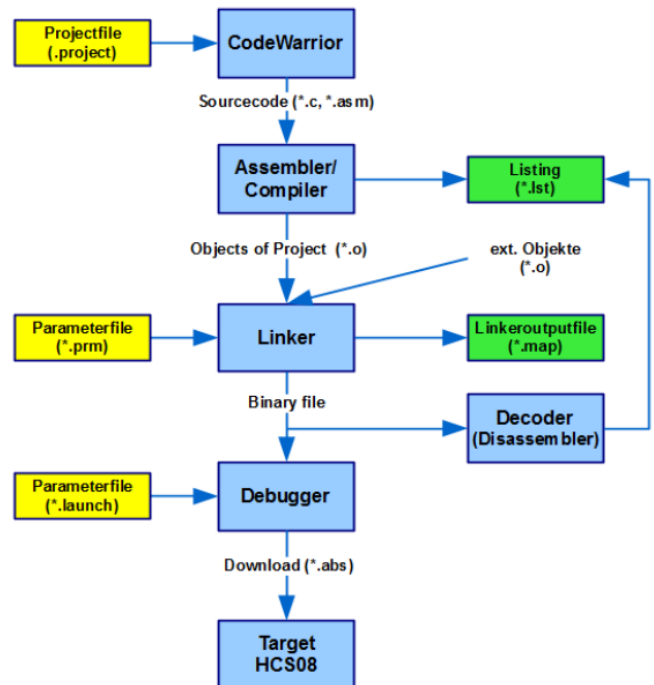 Projectfile
(.project)
CodeWarrior
Sourcecode (*.c, *.asm)
Assembler/
Compiler
Listing
(*.lst)
Objects of Project (*.o)
ext. Objekte
(*.o)
Parameterfile
(*.prm)
Linker
Linkeroutputfile
(*.map)
Binary file
Decoder
(Disassembler)
Parameterfile
(*.launch)
Debugger
Download (*.abs)
Target
HCS08